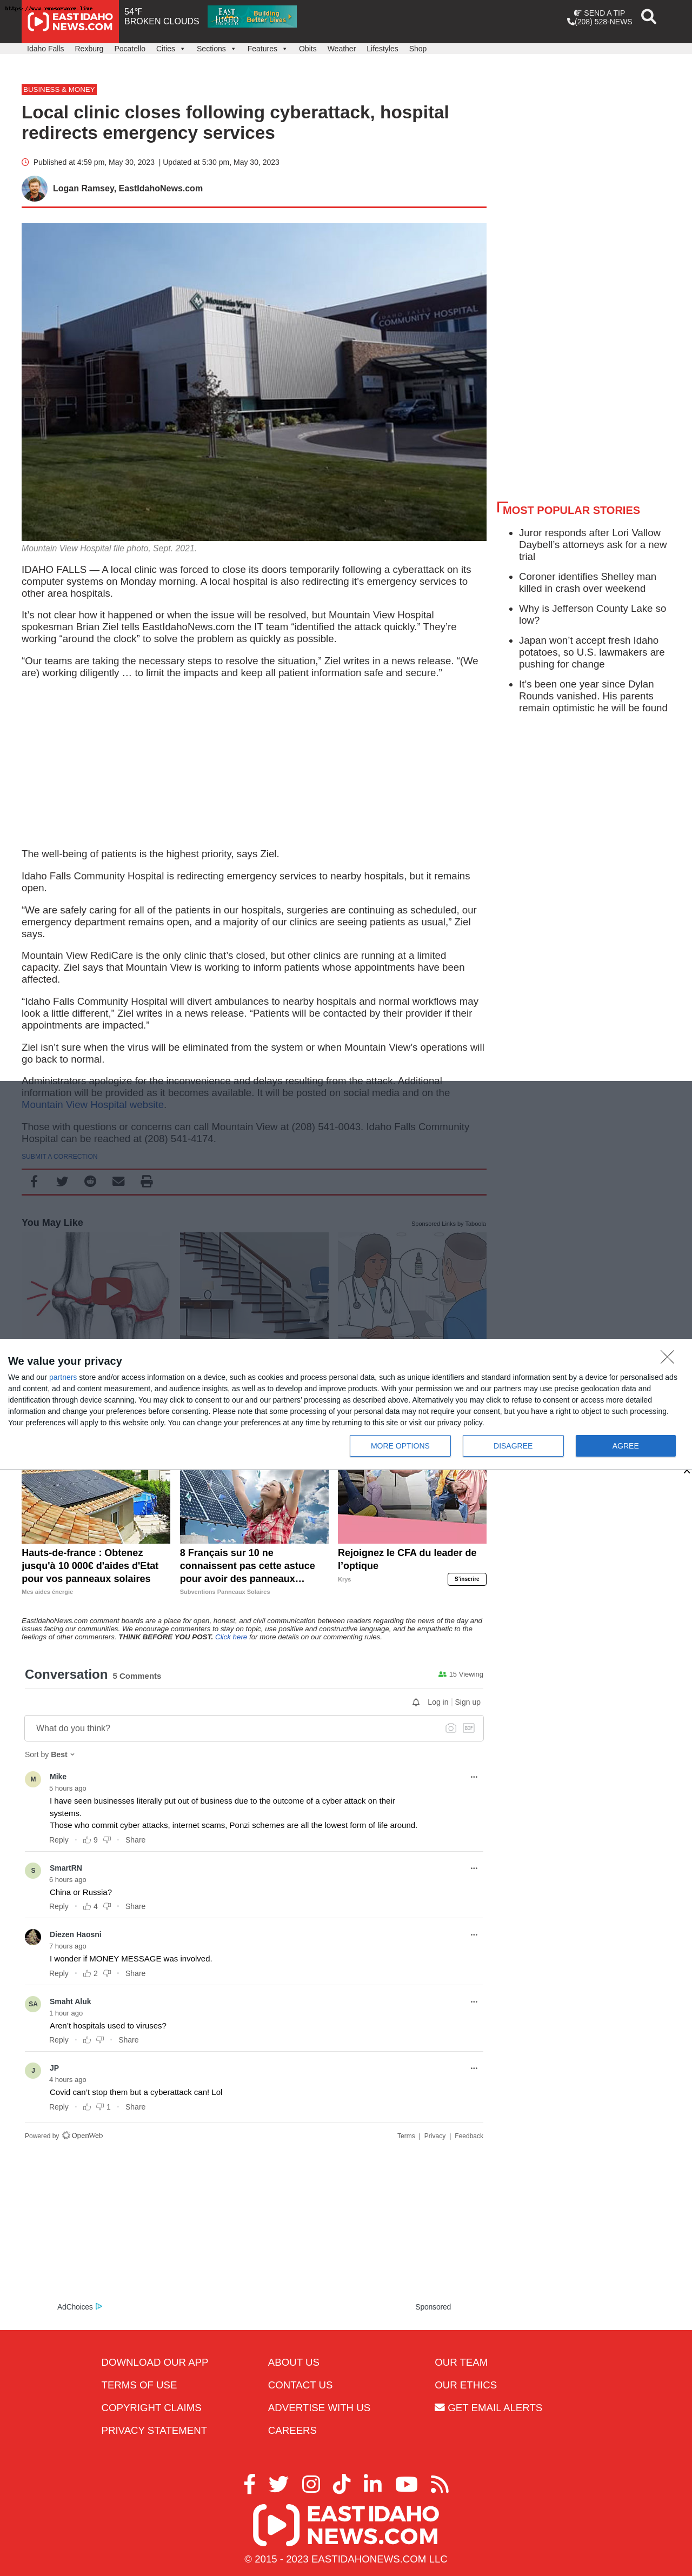 https://www.ransomware.live
EAST IDAHO
NEWS.COM
54°F
BROKEN CLOUDS
EAST IDAHO
Building
Better Lives
SEND A TIP
(208) 528-NEWS
Idaho Falls Rexburg Pocatello Cities Sections Features Obits Weather Lifestyles Shop
BUSINESS & MONEY
Local clinic closes following cyberattack, hospital
redirects emergency services
Published at 4:59 pm, May 30, 2023 | Updated at 5:30 pm, May 30, 2023
Logan Ramsey, EastIdahoNews.com
Mountain View
Hospital
IDAHO FALLS
COMMUNITY HOSPITAL
Mountain View Hospital file photo, Sept. 2021.
IDAHO FALLS — A local clinic was forced to close its doors temporarily following a cyberattack on its
computer systems on Monday morning. A local hospital is also redirecting it’s emergency services to
other area hospitals.
It’s not clear how it happened or when the issue will be resolved, but Mountain View Hospital
spokesman Brian Ziel tells EastIdahoNews.com the IT team “identified the attack quickly.” They’re
working “around the clock” to solve the problem as quickly as possible.
“Our teams are taking the necessary steps to resolve the situation,” Ziel writes in a news release. “(We
are) working diligently … to limit the impacts and keep all patient information safe and secure.”
The well-being of patients is the highest priority, says Ziel.
Idaho Falls Community Hospital is redirecting emergency services to nearby hospitals, but it remains
open.
“We are safely caring for all of the patients in our hospitals, surgeries are continuing as scheduled, our
emergency department remains open, and a majority of our clinics are seeing patients as usual,” Ziel
says.
Mountain View RediCare is the only clinic that’s closed, but other clinics are running at a limited
capacity. Ziel says that Mountain View is working to inform patients whose appointments have been
affected.
“Idaho Falls Community Hospital will divert ambulances to nearby hospitals and normal workflows may
look a little different,” Ziel writes in a news release. “Patients will be contacted by their provider if their
appointments are impacted.”
Ziel isn’t sure when the virus will be eliminated from the system or when Mountain View’s operations will
go back to normal.
Administrators apologize for the inconvenience and delays resulting from the attack. Additional
information will be provided as it becomes available. It will be posted on social media and on the
Mountain View Hospital website.
Those with questions or concerns can call Mountain View at (208) 541-0043. Idaho Falls Community
Hospital can be reached at (208) 541-4174.
SUBMIT A CORRECTION
MOST POPULAR STORIES
Juror responds after Lori Vallow
Daybell’s attorneys ask for a new
trial
Coroner identifies Shelley man
killed in crash over weekend
Why is Jefferson County Lake so
low?
Japan won’t accept fresh Idaho
potatoes, so U.S. lawmakers are
pushing for change
It’s been one year since Dylan
Rounds vanished. His parents
remain optimistic he will be found
You May Like
Sponsored Links by Taboola
We value your privacy
We and our partners store and/or access information on a device, such as cookies and process personal data, such as unique identifiers and standard information sent by a device for personalised ads
and content, ad and content measurement, and audience insights, as well as to develop and improve products. With your permission we and our partners may use precise geolocation data and
identification through device scanning. You may click to consent to our and our partners’ processing as described above. Alternatively you may click to refuse to consent or access more detailed
information and change your preferences before consenting. Please note that some processing of your personal data may not require your consent, but you have a right to object to such processing.
Your preferences will apply to this website only. You can change your preferences at any time by returning to this site or visit our privacy policy.
MORE OPTIONS
DISAGREE
AGREE
Hauts-de-france : Obtenez
jusqu'à 10 000€ d'aides d'Etat
pour vos panneaux solaires
Mes aides énergie
8 Français sur 10 ne
connaissent pas cette astuce
pour avoir des panneaux…
Subventions Panneaux Solaires
Rejoignez le CFA du leader de
l'optique
Krys
S'inscrire
EastIdahoNews.com comment boards are a place for open, honest, and civil communication between readers regarding the news of the day and
issues facing our communities. We encourage commenters to stay on topic, use positive and constructive language, and be empathetic to the
feelings of other commenters. THINK BEFORE YOU POST. Click here for more details on our commenting rules.
Conversation 5 Comments
15 Viewing
Log in | Sign up
What do you think?
GIF
Sort by Best
M
Mike
5 hours ago
I have seen businesses literally put out of business due to the outcome of a cyber attack on their
systems.
Those who commit cyber attacks, internet scams, Ponzi schemes are all the lowest form of life around.
Reply · 9 · Share
S
SmartRN
6 hours ago
China or Russia?
Reply · 4 · Share
Diezen Haosni
7 hours ago
I wonder if MONEY MESSAGE was involved.
Reply · 2 · Share
SA
Smaht Aluk
1 hour ago
Aren’t hospitals used to viruses?
Reply · · Share
J
JP
4 hours ago
Covid can’t stop them but a cyberattack can! Lol
Reply · 1 · Share
Powered by OpenWeb
Terms | Privacy | Feedback
AdChoices
Sponsored
DOWNLOAD OUR APP
TERMS OF USE
COPYRIGHT CLAIMS
PRIVACY STATEMENT
ABOUT US
CONTACT US
ADVERTISE WITH US
CAREERS
OUR TEAM
OUR ETHICS
GET EMAIL ALERTS
EAST IDAHO
NEWS.COM
© 2015 - 2023 EASTIDAHONEWS.COM LLC